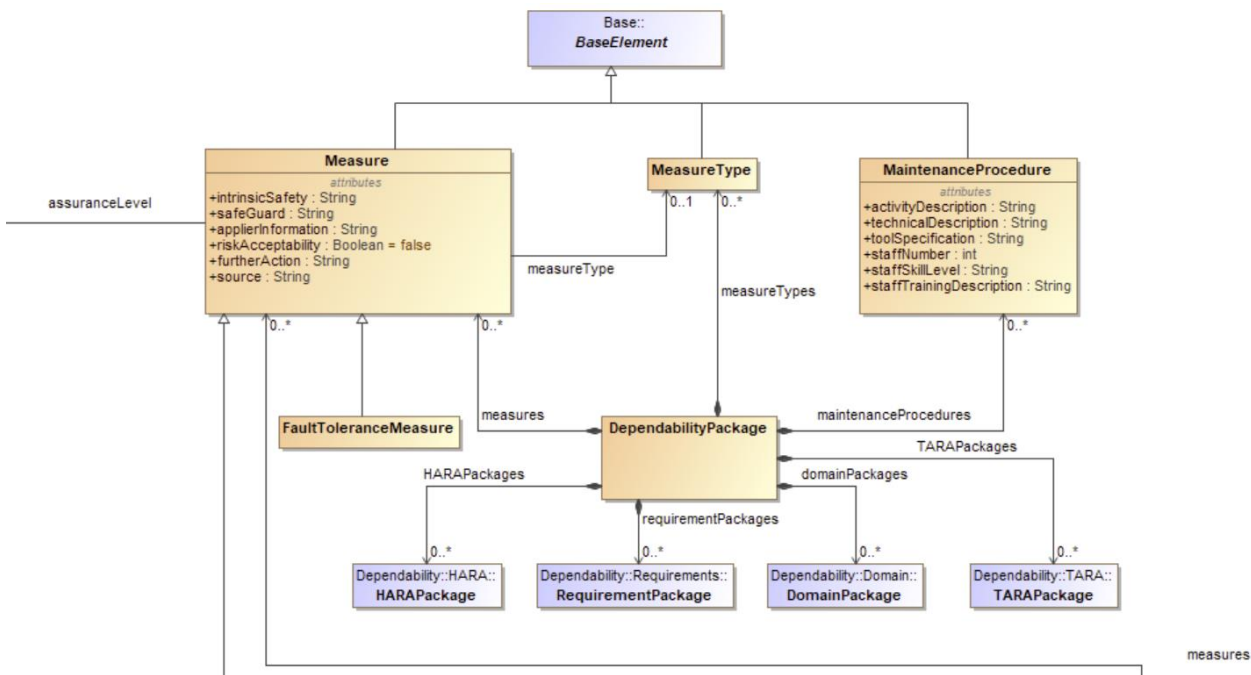 Base::
BaseElement
Measure
attributes
+intrinsicSafety : String
+safeGuard : String
+applierInformation : String
+riskAcceptability : Boolean = false
+furtherAction : String
+source : String
MeasureType
MaintenanceProcedure
attributes
+activityDescription : String
+technicalDescription : String
+toolSpecification : String
+staffNumber : int
+staffSkillLevel : String
+staffTrainingDescription : String
assuranceLevel
0..1
0..*
measureType
measureTypes
0..*
0..*
0..*
FaultToleranceMeasure
measures
DependabilityPackage
maintenanceProcedures
TARAPackages
HARAPackages
domainPackages
requirementPackages
0..*
0..*
0..*
0..*
Dependability::HARA::
HARAPackage
Dependability::Requirements::
RequirementPackage
Dependability::Domain::
DomainPackage
Dependability::TARA::
TARAPackage
measures